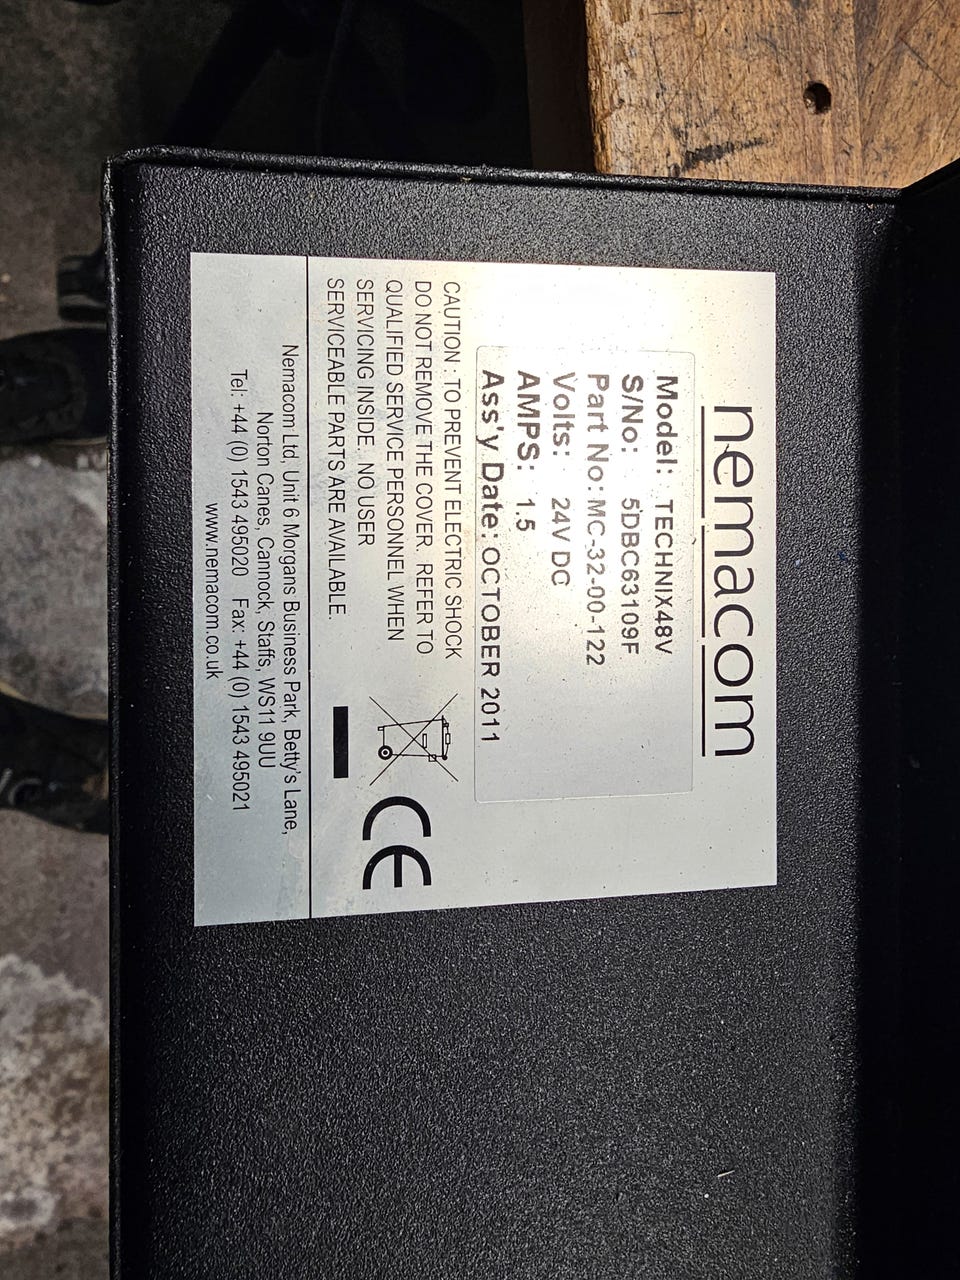 nemacom
Model: TECHNIX48V
S/No: 5DBC63109F
Part No: MC-32-00-122
Volts: 24V DC
AMPS: 1.5
Ass'y Date: OCTOBER 2011
CAUTION : TO PREVENT ELECTRIC SHOCK
DO NOT REMOVE THE COVER. REFER TO
QUALIFIED SERVICE PERSONNEL WHEN
SERVICING INSIDE. NO USER
SERVICEABLE PARTS ARE AVAILABLE.
CE
Nemacom Ltd, Unit 6 Morgans Business Park, Betty's Lane,
Norton Canes, Cannock, Staffs, WS11 9UU
Tel: +44 (0) 1543 495020 Fax: +44 (0) 1543 495021
www.nemacom.co.uk